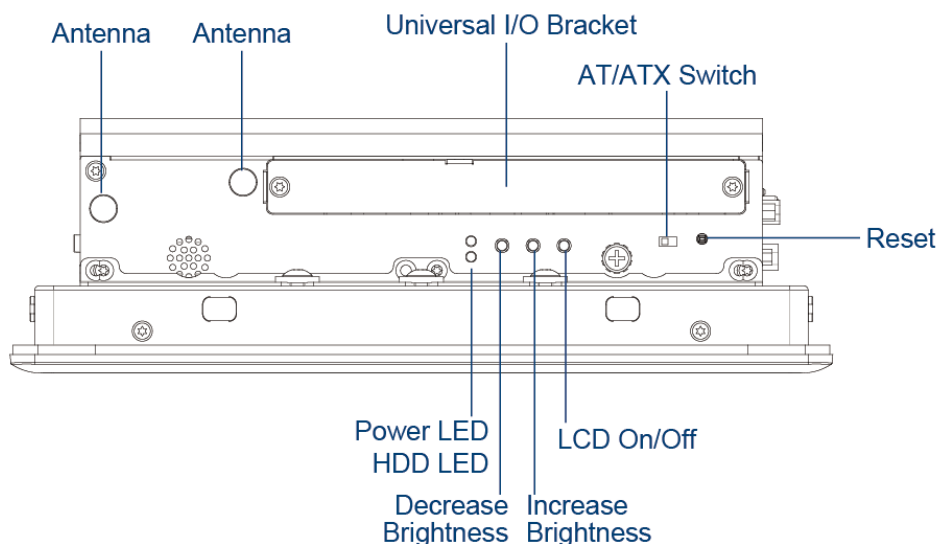 Antenna
Antenna
Universal I/O Bracket
AT/ATX Switch
Reset
Power LED
HDD LED
LCD On/Off
Decrease
Brightness
Increase
Brightness